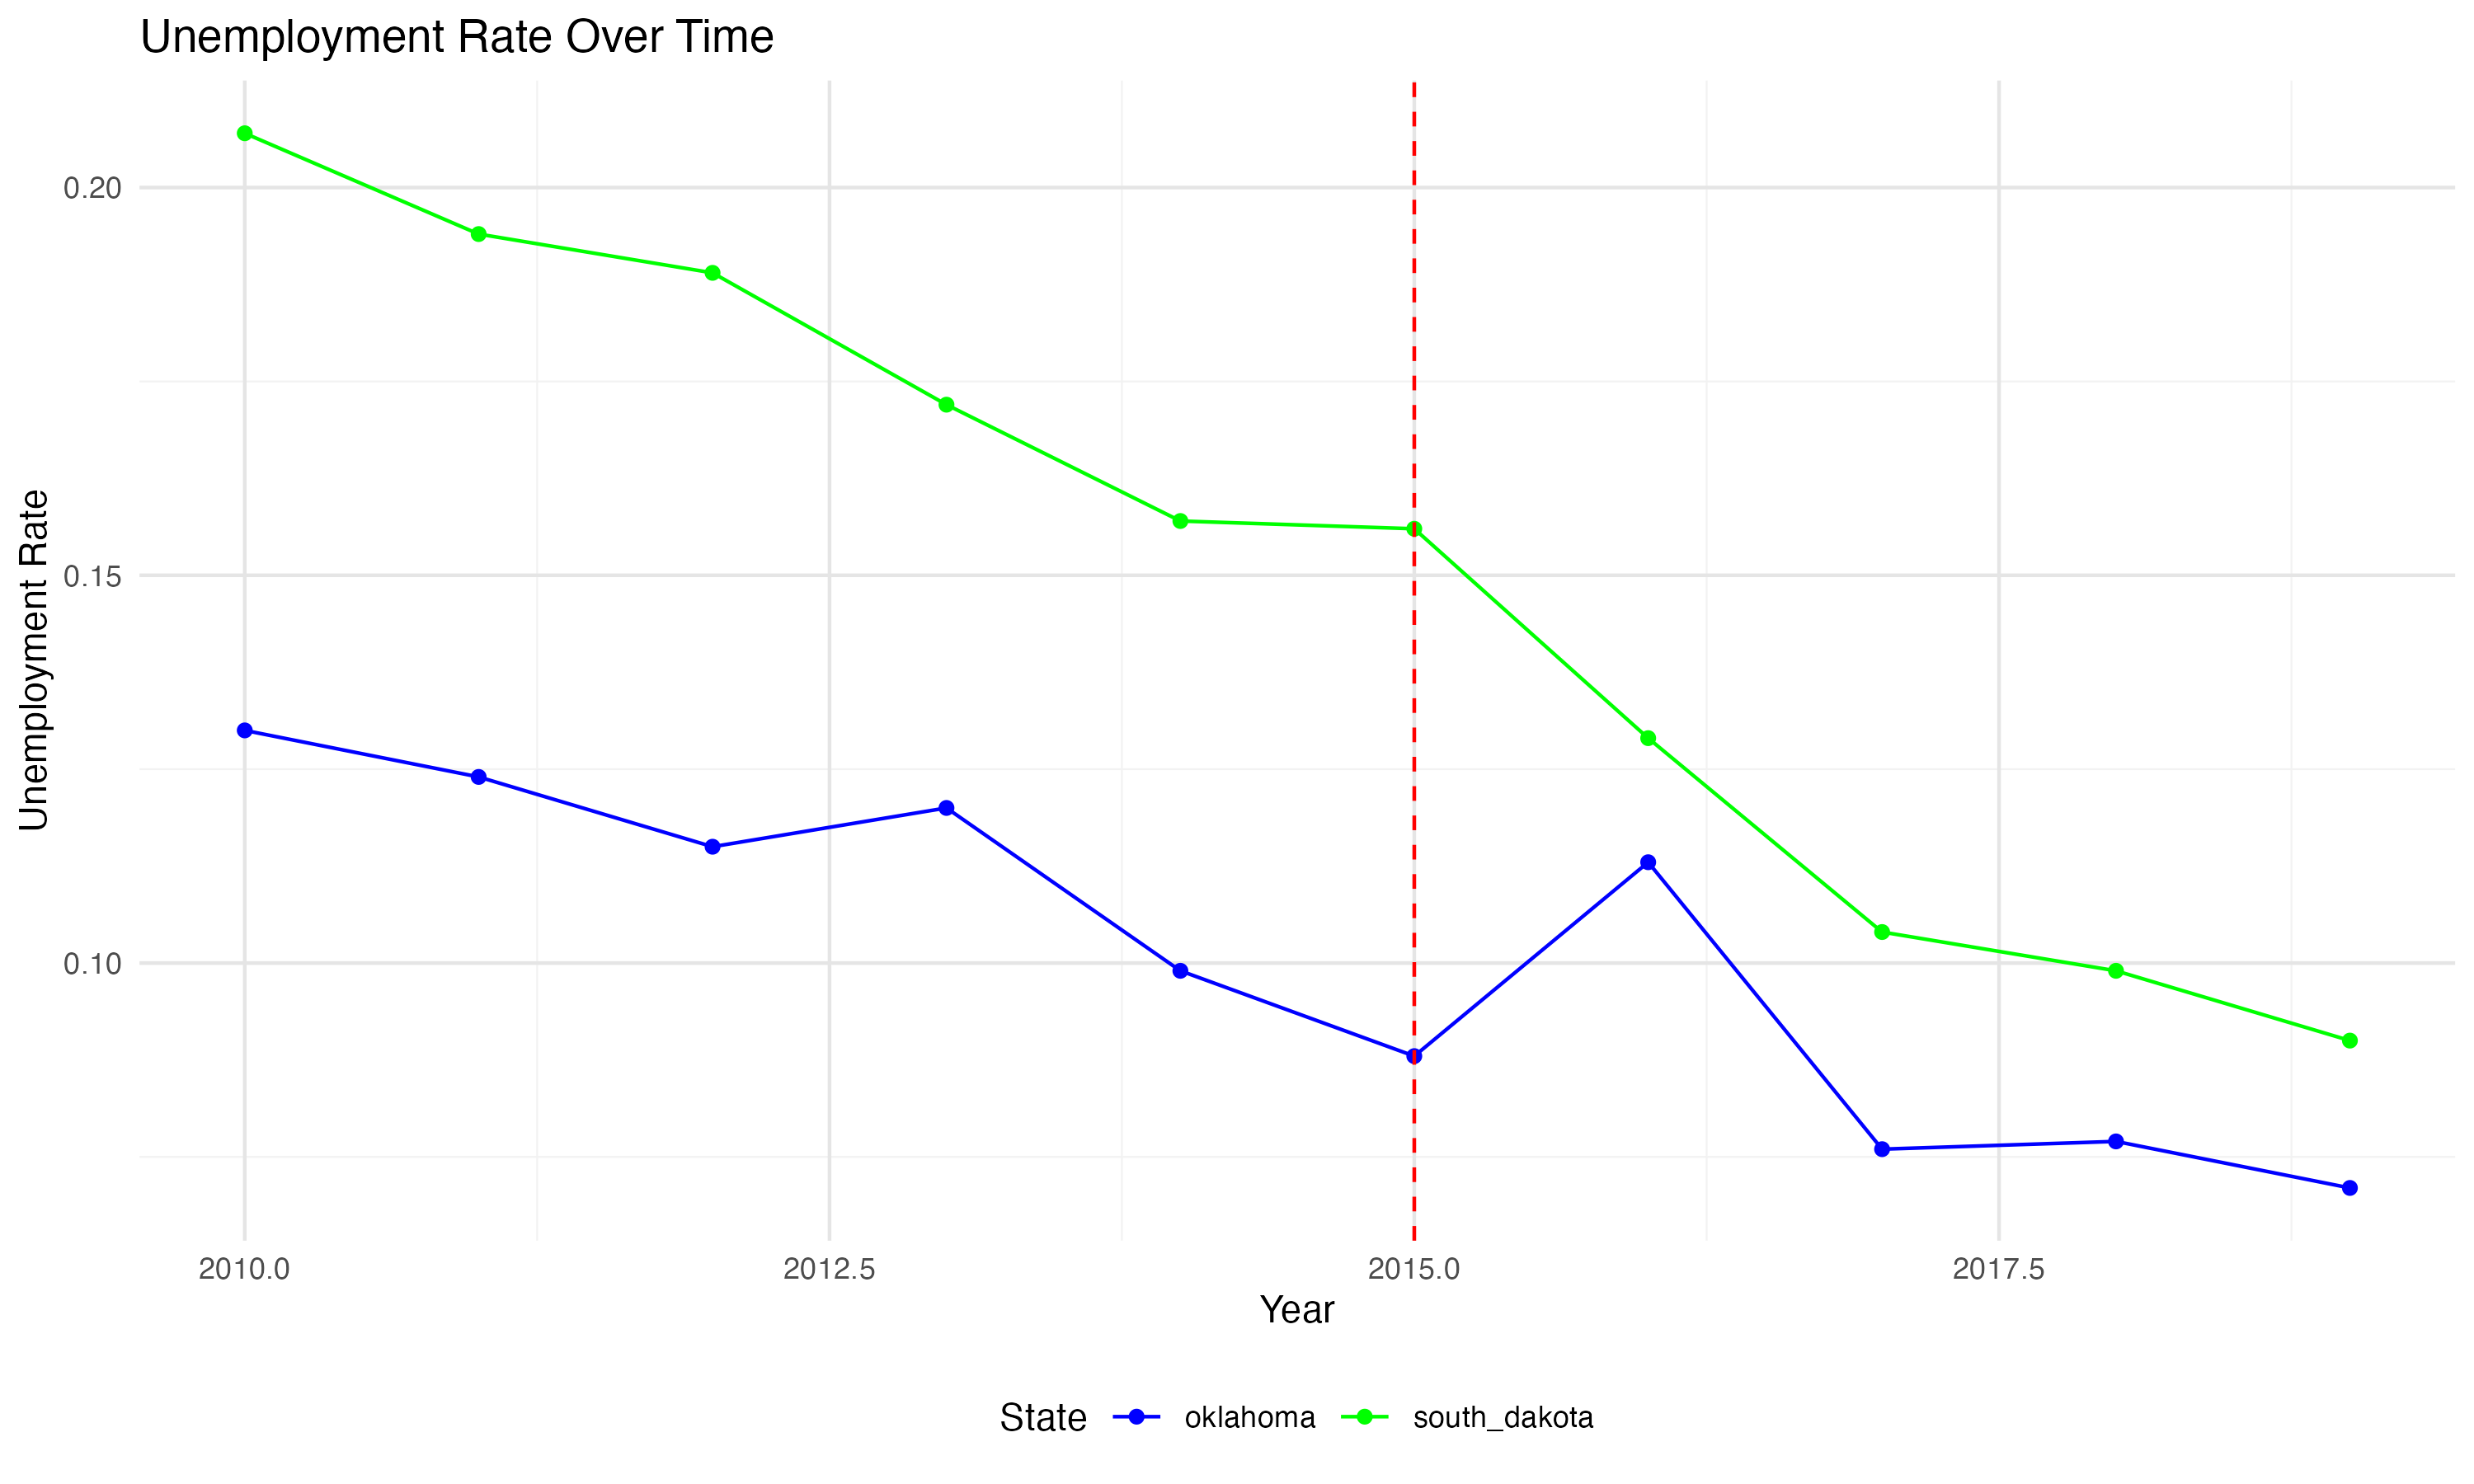 Unemployment Rate Over Time
Unemployment Rate
0.20
0.15
0.10
2010.0 2012.5 2015.0 2017.5
Year
State oklahoma south_dakota